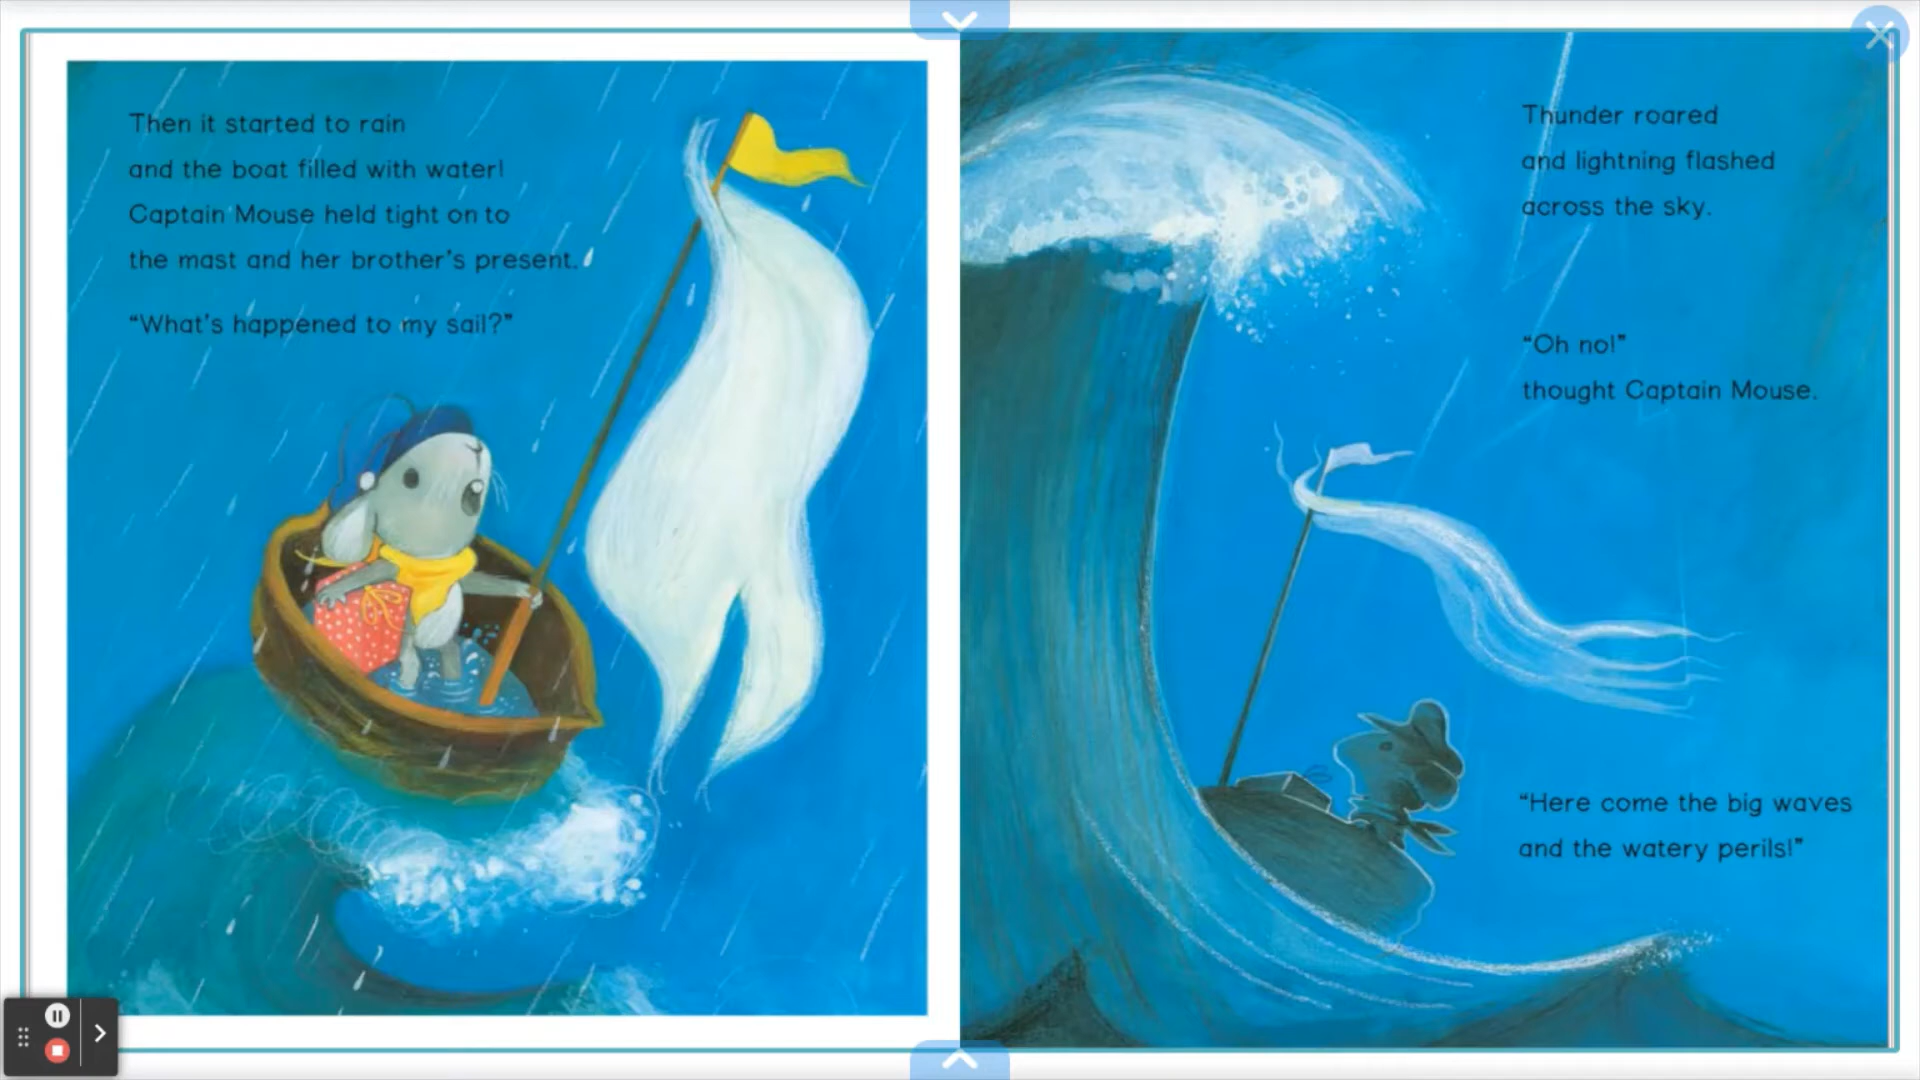 Then it started to rain
and the boat filled with water!
Captain Mouse held tight on to
the mast and her brother's present.
“What's happened to my sail?”
Thunder roared
and lightning flashed
across the sky.
“Oh no!”
thought Captain Mouse.
“Here come the big waves
and the watery perils!”